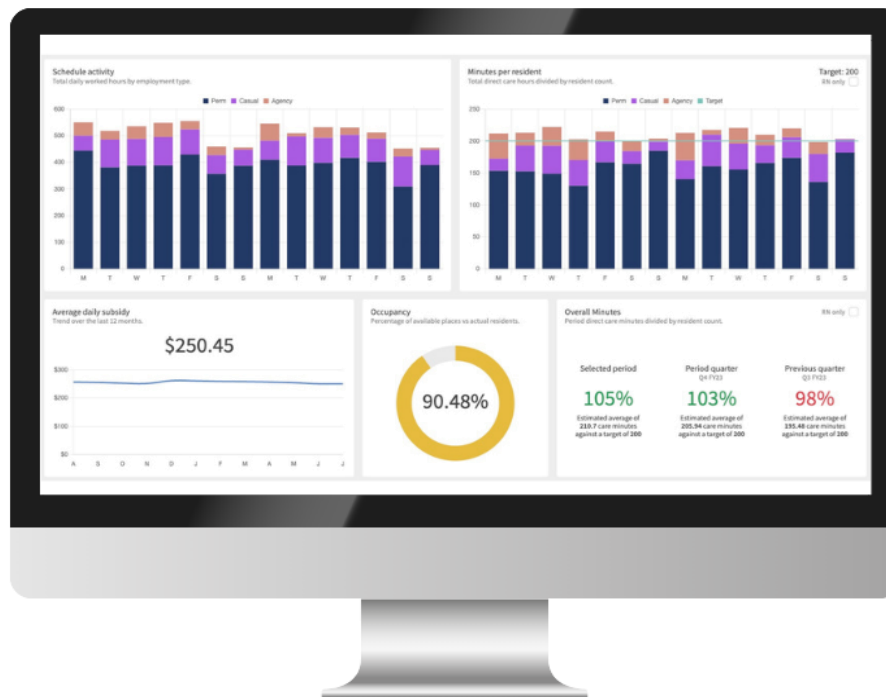 Schedule activity
Total daily worked hours by employment type.
Perm Casual Agency
600
500
400
300
200
100
0
M T W T F S S M T W T F S S
Minutes per resident
Total direct care hours divided by resident count.
Target: 200
RN only
Perm Casual Agency Target
250
200
150
100
50
0
M T W T F S S M T W T F S S
Average daily subsidy
Trend over the last 12 months.
$250.45
$300
$200
$100
$0
A S O N D J F M A M J J
Occupancy
Percentage of available places vs actual residents.
90.48%
Overall Minutes
Period direct care minutes divided by resident count.
RN only
Selected period
105%
Estimated average of
210.7 care minutes
against a target of 200
Period quarter
Q4 FY23
103%
Estimated average of
205.94 care minutes
against a target of 200
Previous quarter
Q3 FY23
98%
Estimated average of
195.48 care minutes
against a target of 200